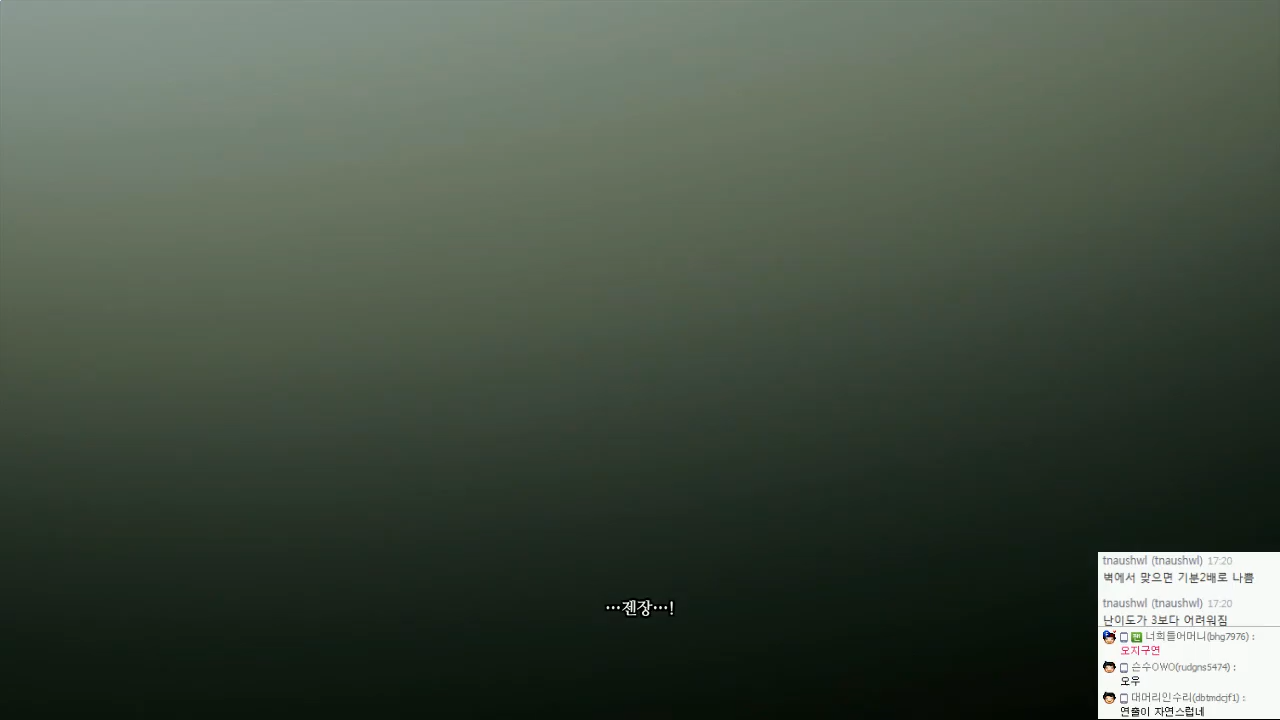 …젠장…!
tnaushwl (tnaushwl) 17:20
벽에서 맞으면 기분2배로 나쁨
tnaushwl (tnaushwl) 17:20
난이도가 3보다 어려워짐
팬 너희들어머니(bhg7976) :
오지구연
슨수OWO(rudgns5474) :
오우
대머리인수리(dbtmdcjf1) :
연출이 자연스럽네